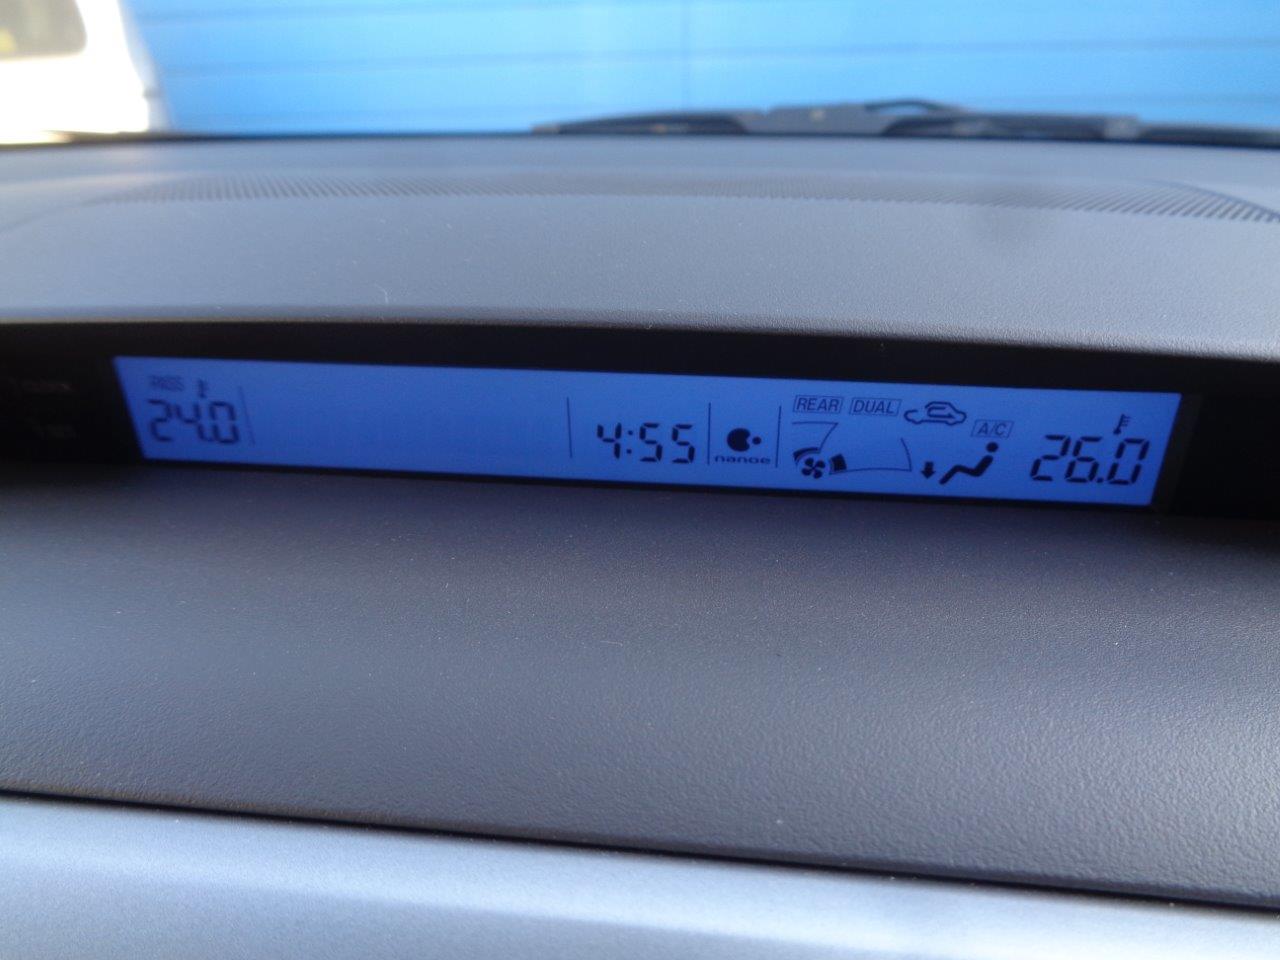 PASS
24.0
4:55
nanoe
REAR DUAL
A/C
26.0